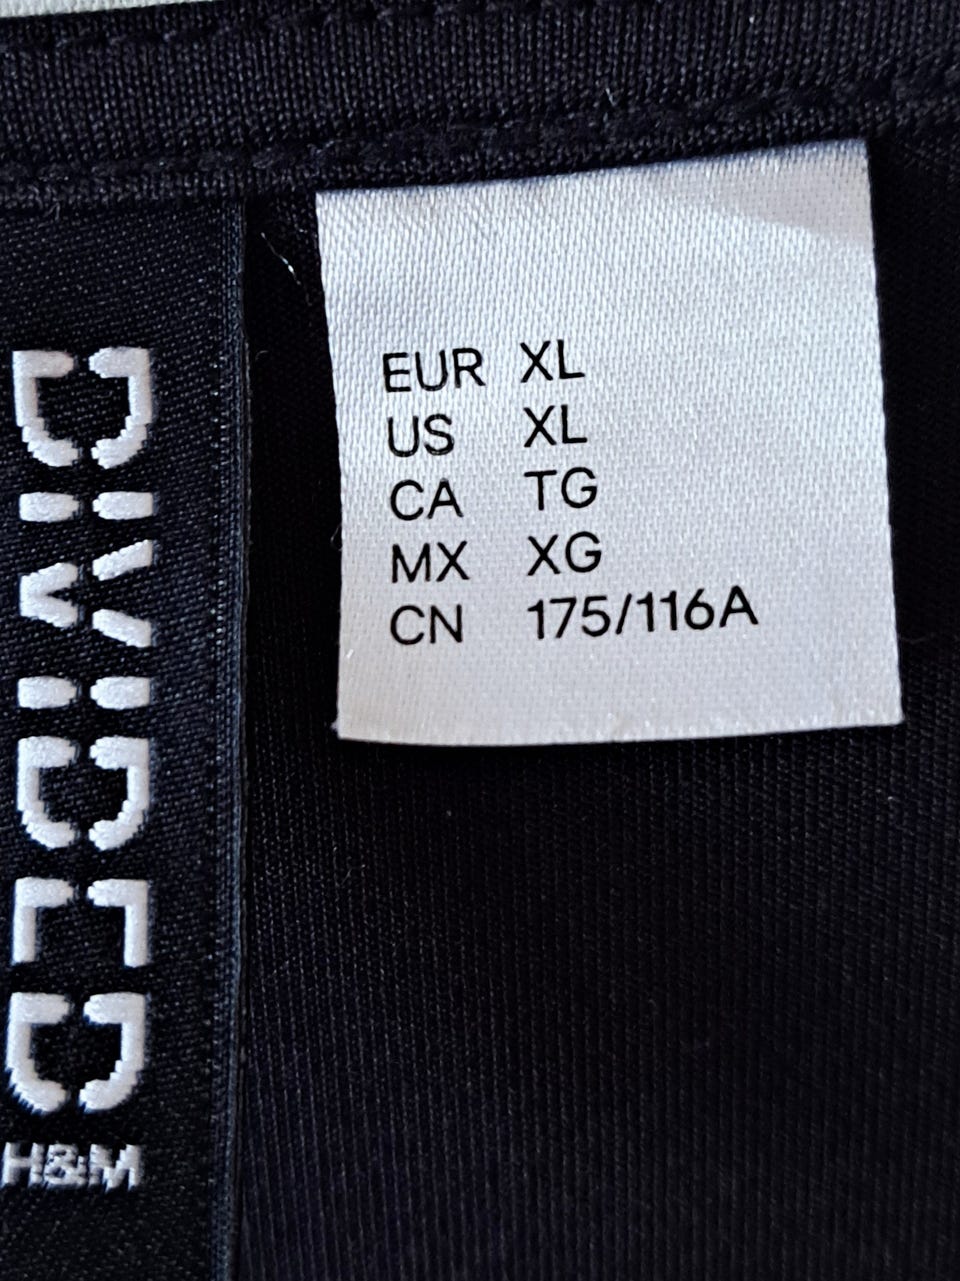 DIVIDED
H&M
EUR XL
US XL
CA TG
MX XG
CN 175/116A